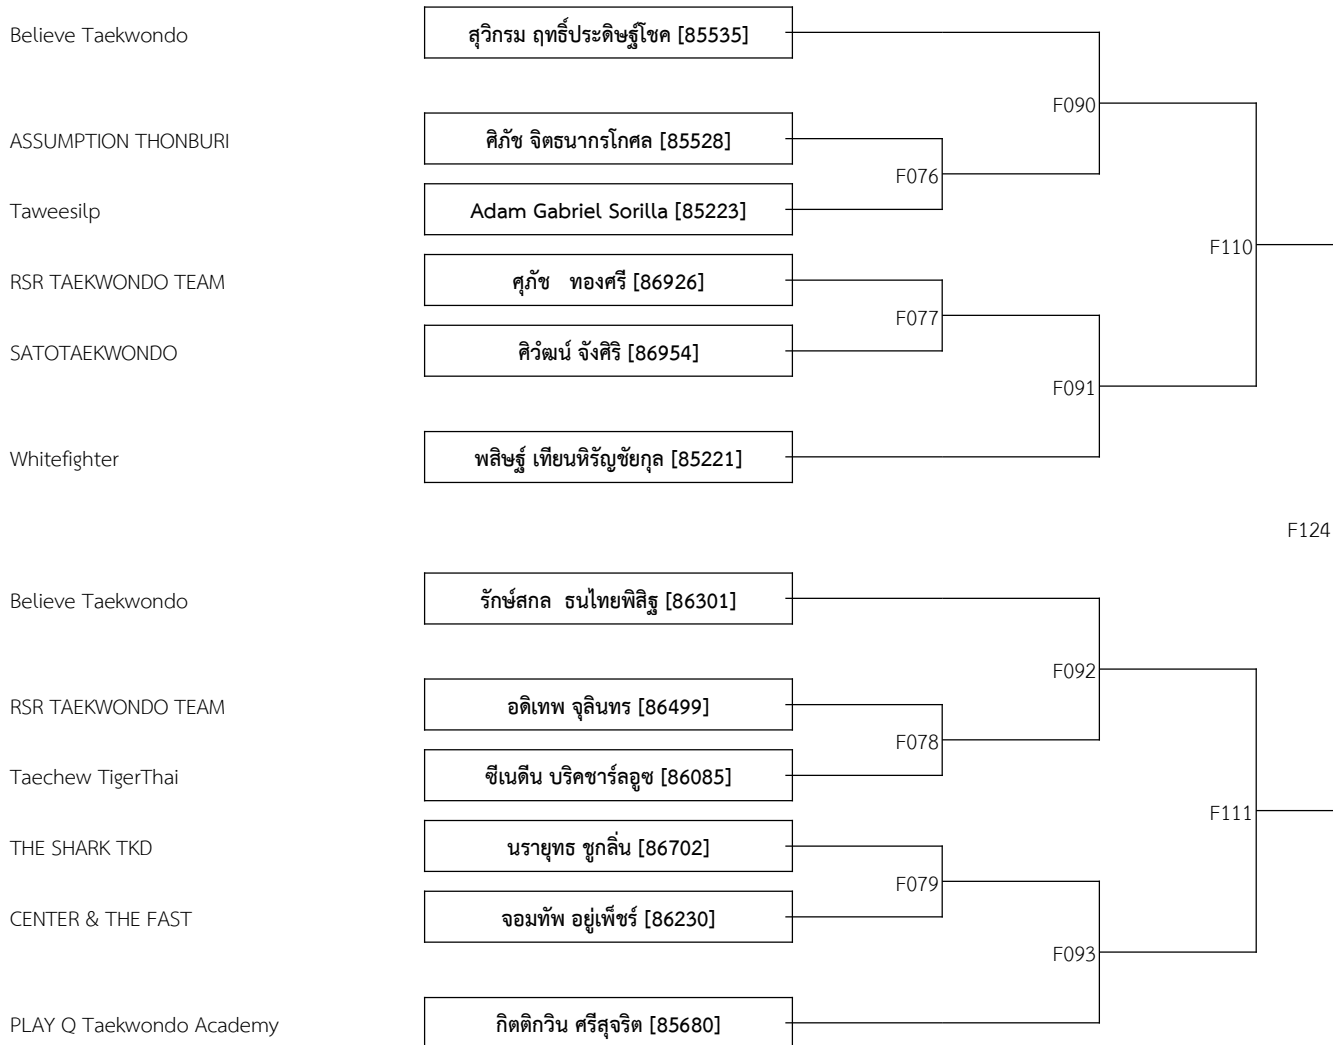 Believe Taekwondo สุวิกรม ฤทธิ์ประดิษฐ์โชค [85535]
F090
ASSUMPTION THONBURI ศิภัช จิตธนากรโกศล [85528]
F076
Taweesilp Adam Gabriel Sorilla [85223]
F110
RSR TAEKWONDO TEAM ศุภัช ทองศรี [86926]
F077
SATOTAEKWONDO ศิวํฒน์ จังศิริ [86954]
F091
Whitefighter พสิษฐ์ เทียนหิรัญชัยกุล [85221]
F124
Believe Taekwondo รักษ์สกล ธนไทยพิสิฐ [86301]
F092
RSR TAEKWONDO TEAM อดิเทพ จุลินทร [86499]
F078
Taechew TigerThai ซีเนดีน บริคชาร์ลอูซ [86085]
F111
THE SHARK TKD นรายุทธ ชูกลิ่น [86702]
F079
CENTER & THE FAST จอมทัพ อยู่เพ็ชร์ [86230]
F093
PLAY Q Taekwondo Academy กิตติกวิน ศรีสุจริต [85680]